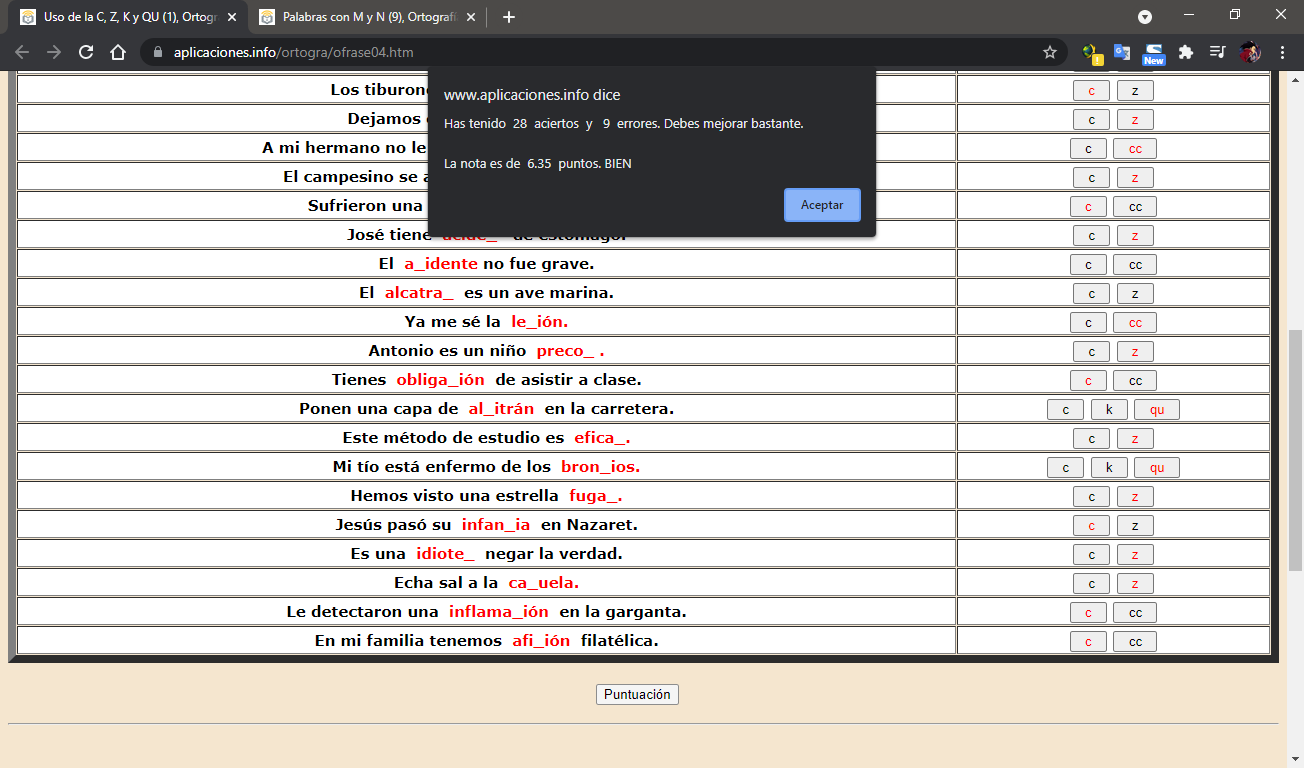 Uso de la C, Z, K y QU (1), Ortogr
Palabras con M y N (9), Ortografí
aplicaciones.info/ortogra/ofrase04.htm
New
www.aplicaciones.info dice
Has tenido 28 aciertos y 9 errores. Debes mejorar bastante.
La nota es de 6.35 puntos. BIEN
Aceptar
Los tiburon c z
Dejamos c z
A mi hermano no le c cc
El campesino se a c z
Sufrieron una c cc
José tiene acide_ de estómago. c z
El a_idente no fue grave. c cc
El alcatra_ es un ave marina. c z
Ya me sé la le_ión. c cc
Antonio es un niño preco_ . c z
Tienes obliga_ión de asistir a clase. c cc
Ponen una capa de al_itrán en la carretera. c k qu
Este método de estudio es efica_. c z
Mi tío está enfermo de los bron_ios. c k qu
Hemos visto una estrella fuga_. c z
Jesús pasó su infan_ia en Nazaret. c z
Es una idiote_ negar la verdad. c z
Echa sal a la ca_uela. c z
Le detectaron una inflama_ión en la garganta. c cc
En mi familia tenemos afi_ión filatélica. c cc
Puntuación